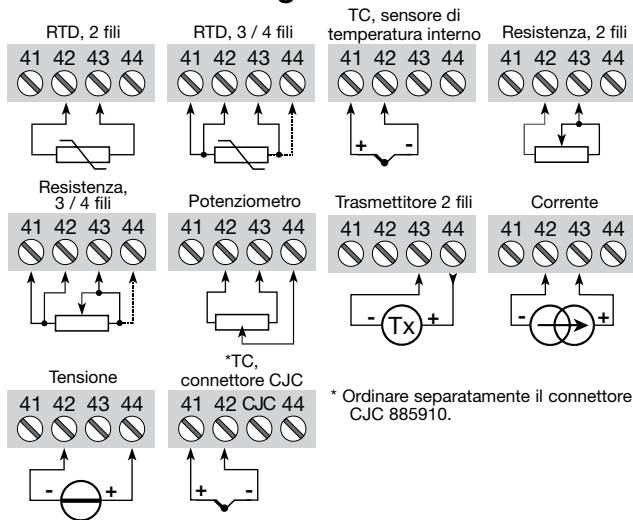 RTD, 2 fili
41 42 43 44
RTD, 3 / 4 fili
41 42 43 44
TC, sensore di
temperatura interno
41 42 43 44
+ -
Resistenza, 2 fili
41 42 43 44
Resistenza,
3 / 4 fili
41 42 43 44
Potenziometro
41 42 43 44
Trasmettitore 2 fili
41 42 43 44
- Tx +
Corrente
41 42 43 44
- +
Tensione
41 42 43 44
- +
*TC,
connettore CJC
41 42 CJC 44
+ -
* Ordinare separatamente il connettore
CJC 885910.